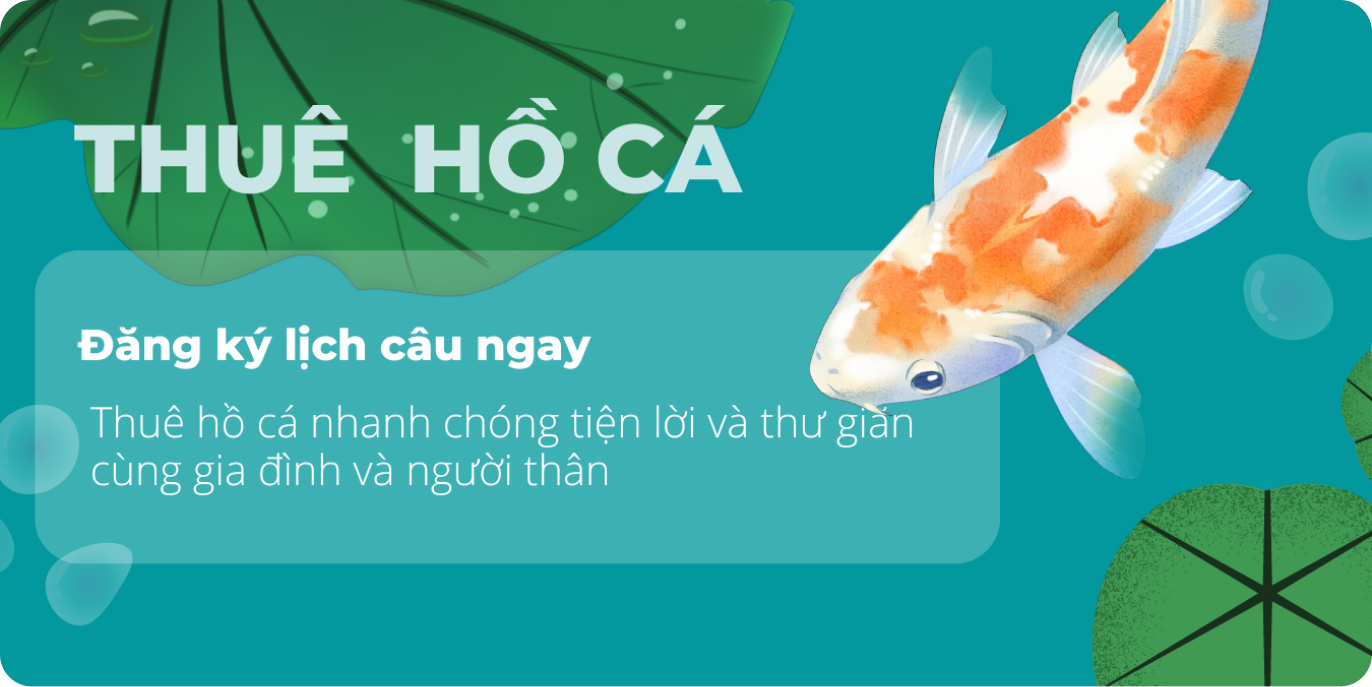 THUÊ HỒ CÁ
Đăng ký lịch câu ngay
Thuê hồ cá nhanh chóng tiện lời và thư giãn
cùng gia đình và người thân